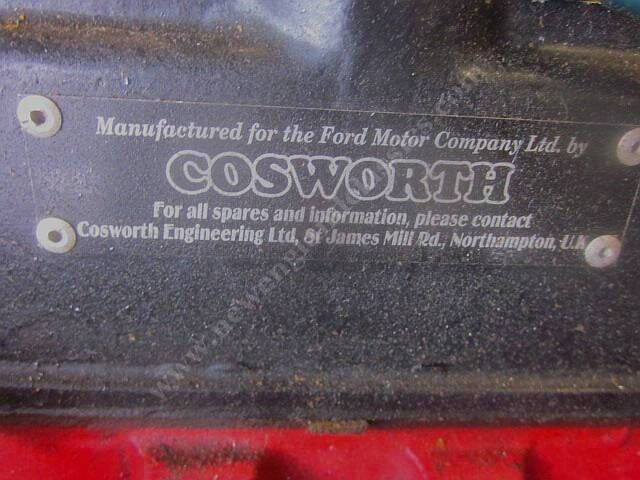 Manufactured for the Ford Motor Company Ltd. by
COSWORTH
For all spares and information, please contact
Cosworth Engineering Ltd, St James Mill Rd., Northampton, U.K